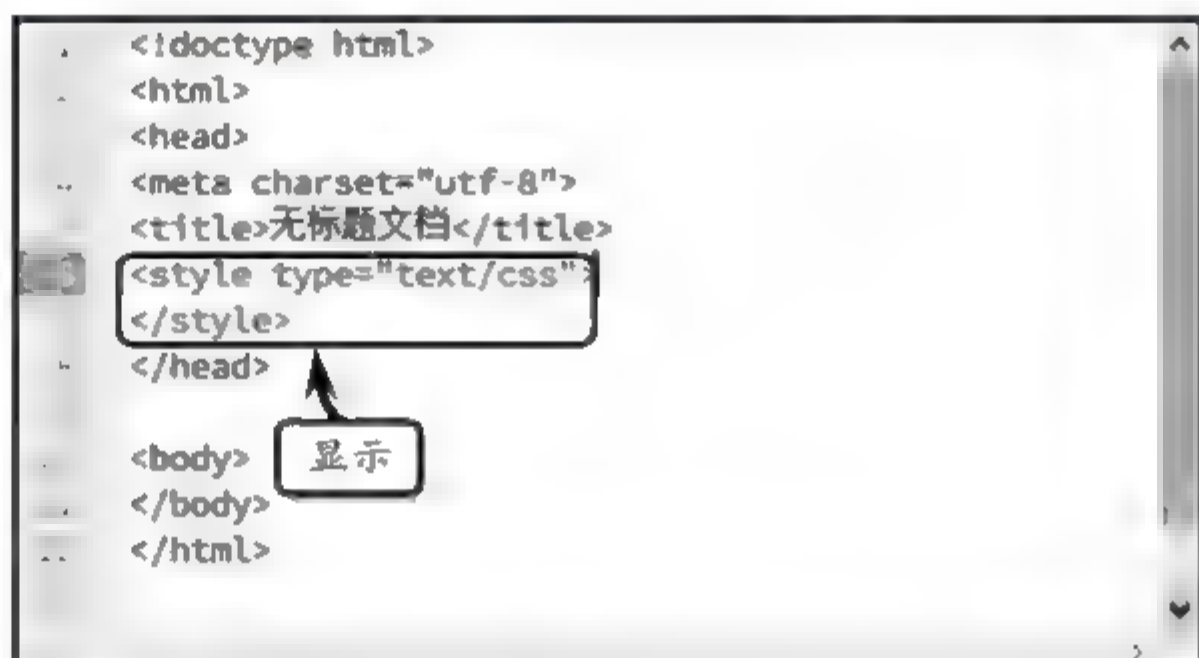 <!doctype html>
<html>
<head>
<meta charset="utf-8">
<title>无标题文档</title>
<style type="text/css">
</style>
</head>
<body>
显示
</body>
</html>